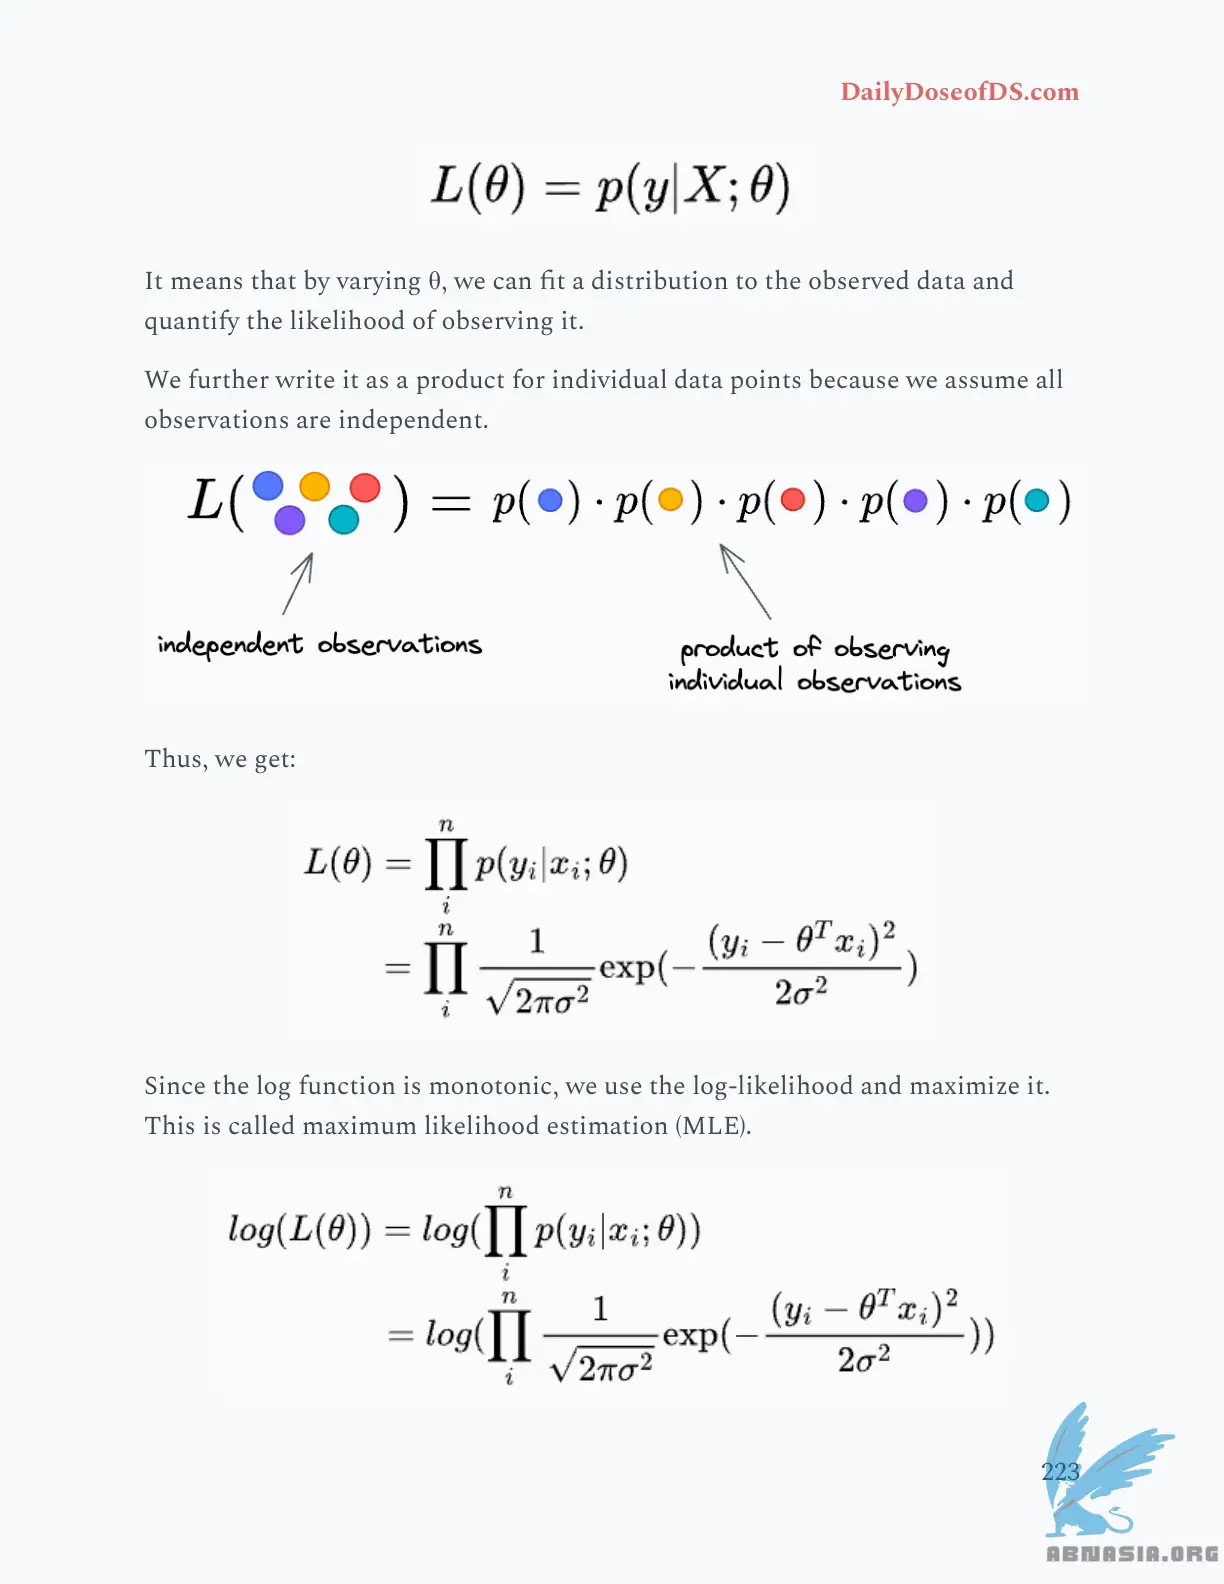 DailyDoseofDS.com
L(θ) = p(y|X; θ)
It means that by varying θ, we can fit a distribution to the observed data and
quantify the likelihood of observing it.
We further write it as a product for individual data points because we assume all
observations are independent.
L( ) = p( ) · p( ) · p( ) · p( ) · p( )
independent observations
product of observing
individual observations
Thus, we get:
L(θ) = ∏_i^n p(y_i|x_i; θ)
= ∏_i^n 1/√(2πσ²) exp(−(y_i − θ^T x_i)²/2σ²)
Since the log function is monotonic, we use the log-likelihood and maximize it.
This is called maximum likelihood estimation (MLE).
log(L(θ)) = log(∏_i^n p(y_i|x_i; θ))
= log(∏_i^n 1/√(2πσ²) exp(−(y_i − θ^T x_i)²/2σ²))
223
ABNASIA.ORG